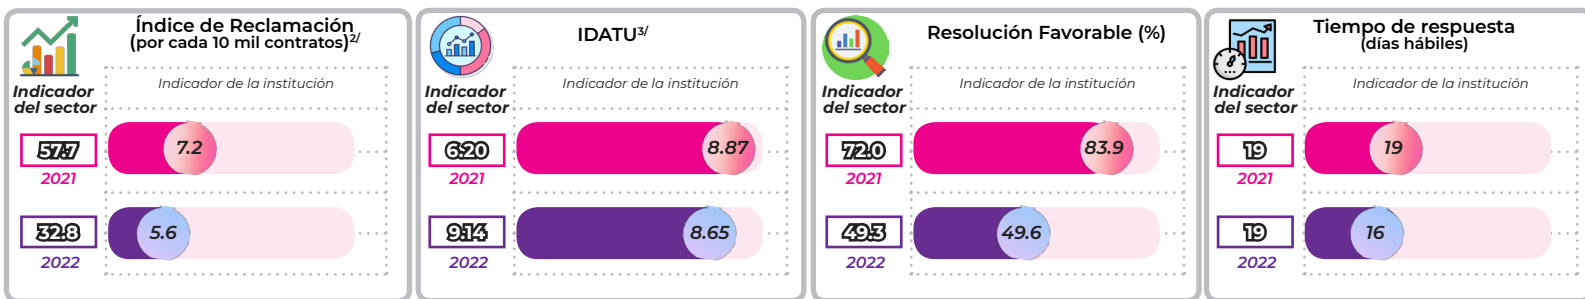 Índice de Reclamación
(por cada 10 mil contratos)2/
Indicador de la institución
Indicador
del sector
57.7
7.2
2021
32.8
5.6
2022
IDATU3/
Indicador de la institución
Indicador
del sector
6.20
8.87
2021
9.14
8.65
2022
Resolución Favorable (%)
Indicador de la institución
Indicador
del sector
72.0
83.9
2021
49.3
49.6
2022
Tiempo de respuesta
(días hábiles)
Indicador de la institución
Indicador
del sector
19
19
2021
19
16
2022